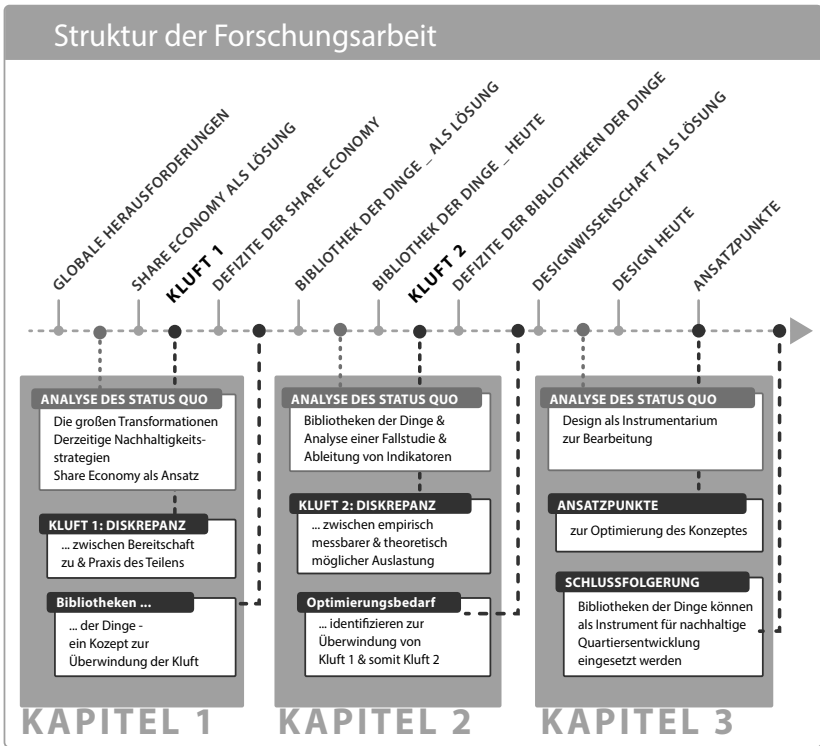 Struktur der Forschungsarbeit
GLOBALE HERAUSFORDERUNGEN
SHARE ECONOMY ALS LÖSUNG
KLUFT 1
DEFIZITE DER SHARE ECONOMY
BIBLIOTHEK DER DINGE _ ALS LÖSUNG
BIBLIOTHEK DER DINGE _ HEUTE
KLUFT 2
DEFIZITE DER BIBLIOTHEKEN DER DINGE
DESIGNWISSENSCHAFT ALS LÖSUNG
DESIGN HEUTE
ANSATZPUNKTE
ANALYSE DES STATUS QUO
Die großen Transformationen
Derzeitige Nachhaltigkeits-
strategien
Share Economy als Ansatz
KLUFT 1: DISKREPANZ
... zwischen Bereitschaft
zu & Praxis des Teilens
Bibliotheken ...
... der Dinge -
ein Kozept zur
Überwindung der Kluft
KAPITEL 1
ANALYSE DES STATUS QUO
Bibliotheken der Dinge &
Analyse einer Fallstudie &
Ableitung von Indikatoren
KLUFT 2: DISKREPANZ
... zwischen empirisch
messbarer & theoretisch
möglicher Auslastung
Optimierungsbedarf
... identifizieren zur
Überwindung von
Kluft 1 & somit Kluft 2
KAPITEL 2
ANALYSE DES STATUS QUO
Design als Instrumentarium
zur Bearbeitung
ANSATZPUNKTE
zur Optimierung des Konzeptes
SCHLUSSFOLGERUNG
Bibliotheken der Dinge können
als Instrument für nachhaltige
Quartiersentwicklung
eingesetzt werden
KAPITEL 3